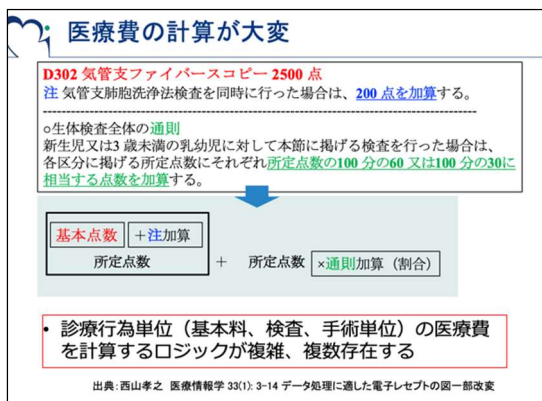 医療費の計算が大変
D302 気管支ファイバースコピー 2500 点
注 気管支肺胞洗浄法検査を同時に行った場合は、200 点を加算する。
○生体検査全体の通則
新生児又は3 歳未満の乳幼児に対して本節に掲げる検査を行った場合は、
各区分に掲げる所定点数にそれぞれ所定点数の100 分の60 又は100 分の30に
相当する点数を加算する。
基本点数 +注加算
所定点数 + 所定点数 ×通則加算（割合）
• 診療行為単位（基本料、検査、手術単位）の医療費
を計算するロジックが複雑、複数存在する
出典：西山孝之 医療情報学 33(1): 3-14 データ処理に適した電子レセプトの図一部改変